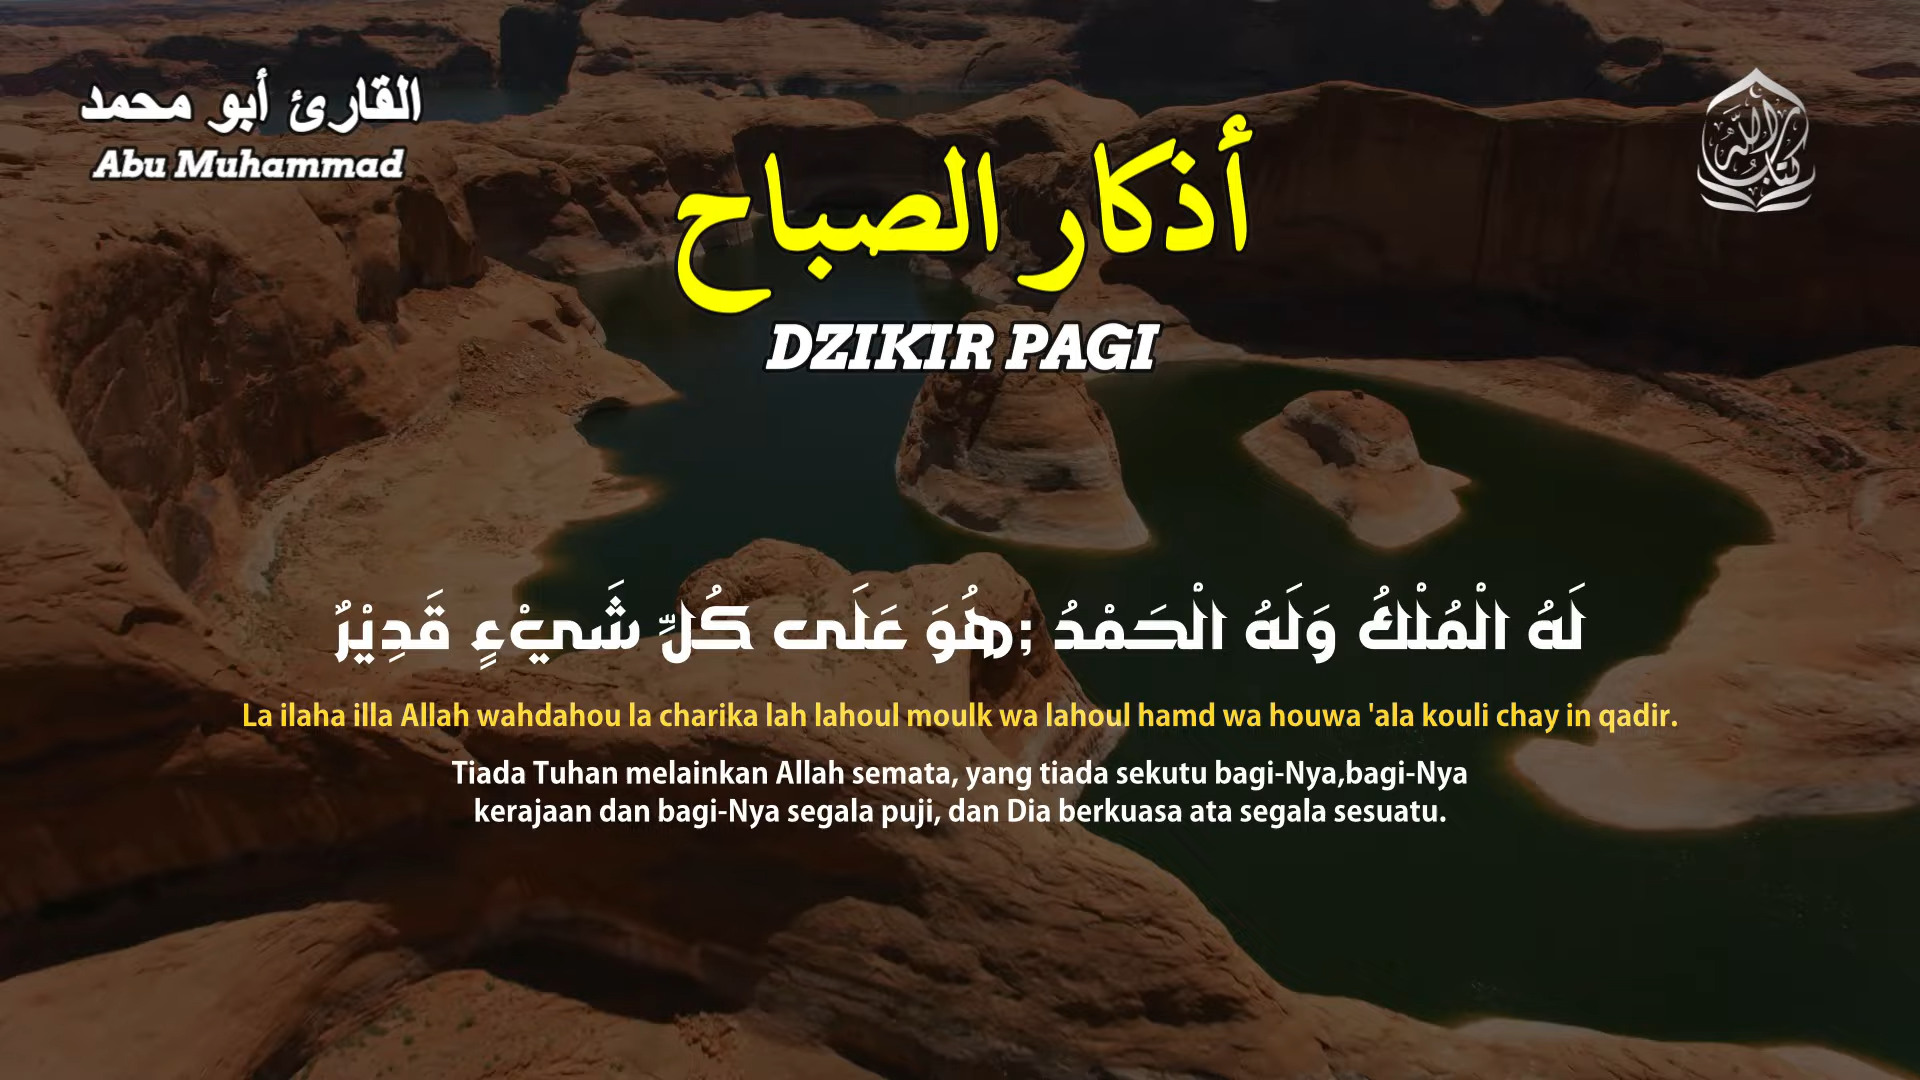 القارئ أبو محمد
Abu Muhammad
كتاب الله
أذكار الصباح
DZIKIR PAGI
لَهُ الْمُلْكُ وَلَهُ الْحَمْدُ ;هُوَ عَلَى كُلِّ شَيْءٍ قَدِيْرٌ
La ilaha illa Allah wahdahou la charika lah lahoul moulk wa lahoul hamd wa houwa 'ala kouli chay in qadir.
Tiada Tuhan melainkan Allah semata, yang tiada sekutu bagi-Nya,bagi-Nya
kerajaan dan bagi-Nya segala puji, dan Dia berkuasa ata segala sesuatu.